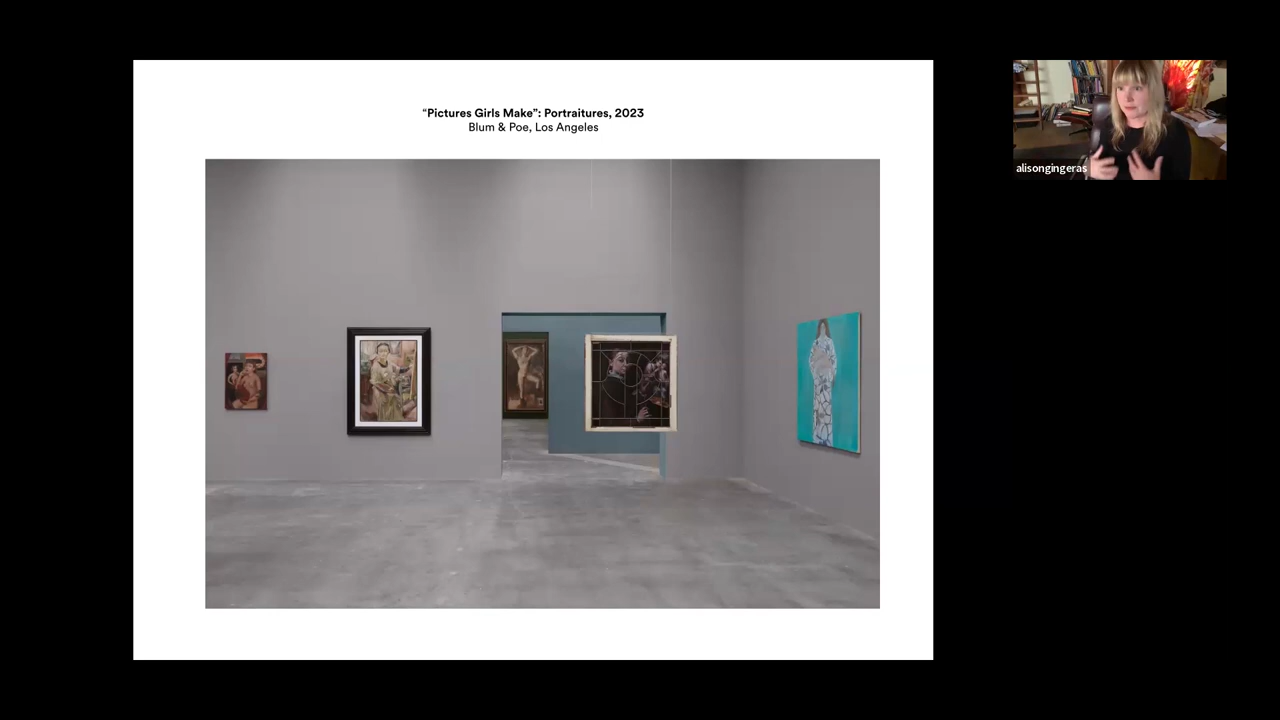 “Pictures Girls Make”: Portraitures, 2023
Blum & Poe, Los Angeles
alisongingeras